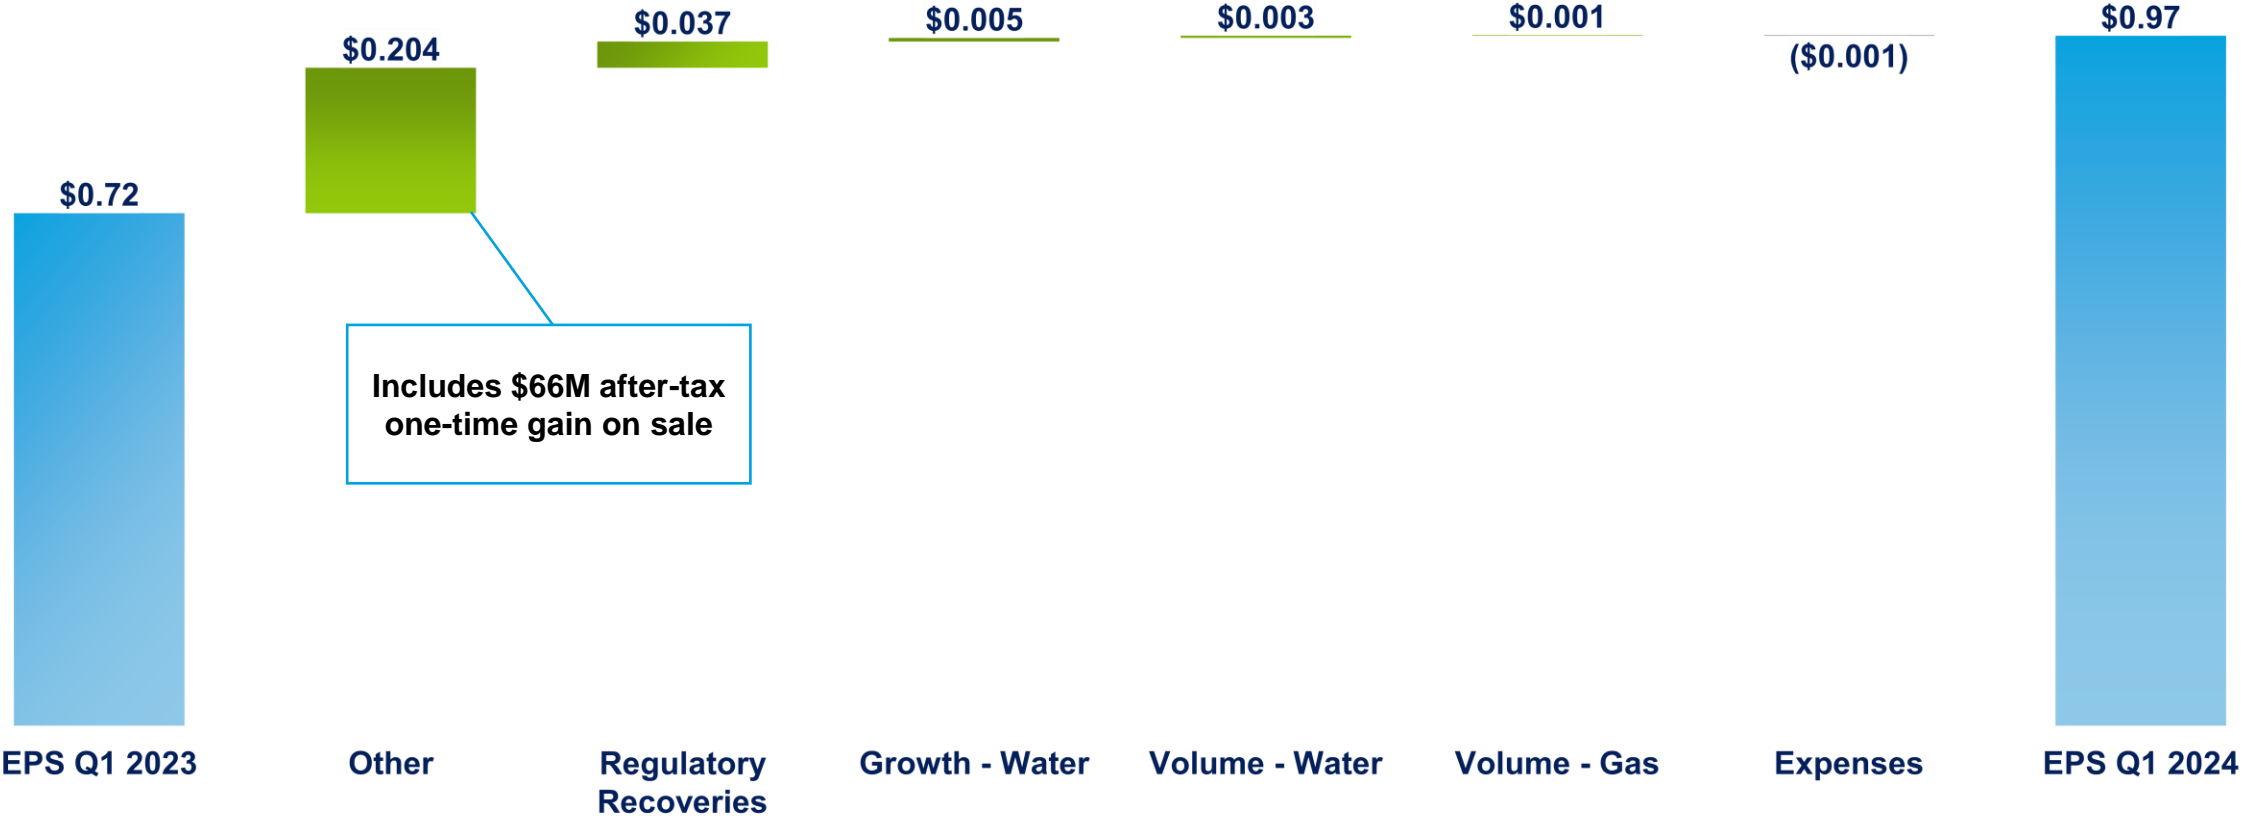 $0.72
$0.204
$0.037
$0.005
$0.003
$0.001
($0.001)
$0.97
Includes $66M after-tax
one-time gain on sale
EPS Q1 2023
Other
Regulatory
Recoveries
Growth - Water
Volume - Water
Volume - Gas
Expenses
EPS Q1 2024